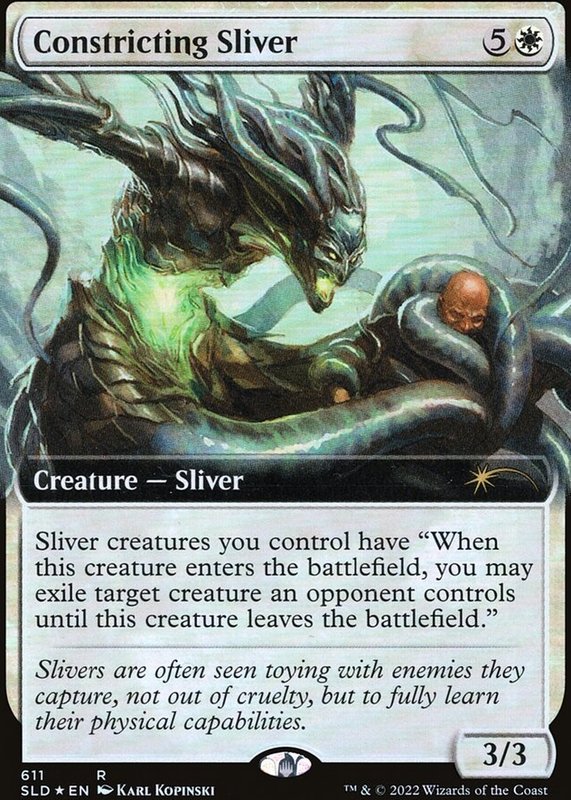 Constricting Sliver 5
Creature — Sliver
Sliver creatures you control have “When
this creature enters the battlefield, you may
exile target creature an opponent controls
until this creature leaves the battlefield.”
Slivers are often seen toying with enemies they
capture, not out of cruelty, but to fully learn
their physical capabilities.
3/3
611 R
SLD ★ EN Karl Kopinski
™ & © 2022 Wizards of the Coast